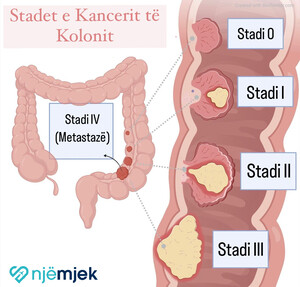 Stadet e Kancerit të
Kolonit
Stadi 0
Stadi I
Stadi IV
(Metastazë)
Stadi II
Stadi III
njëmjek